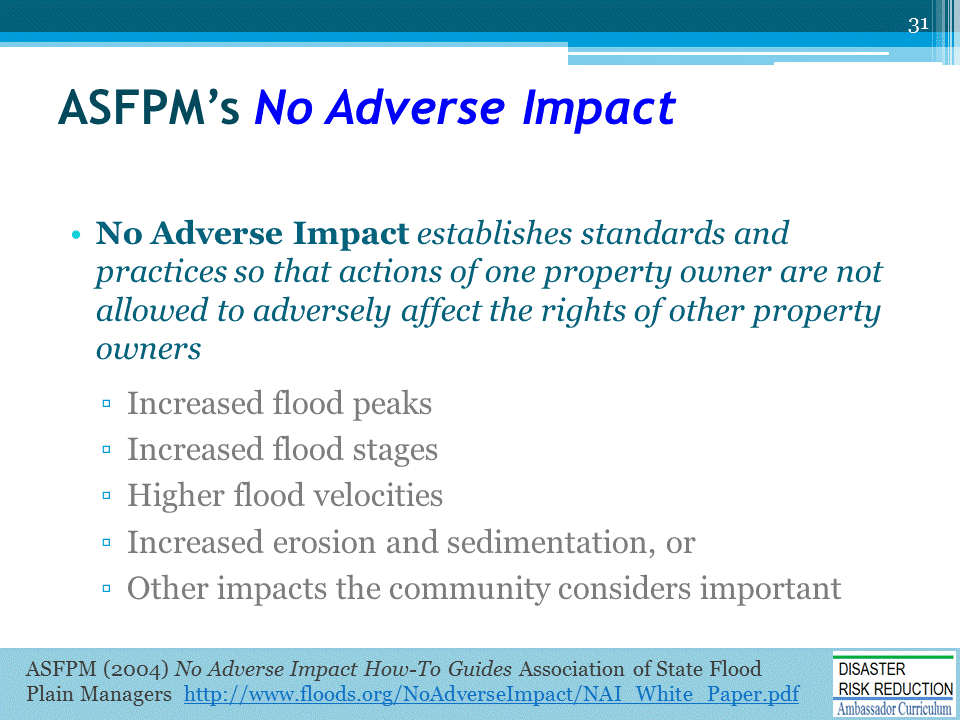 31
ASFPM’s No Adverse Impact
• No Adverse Impact establishes standards and
practices so that actions of one property owner are not
allowed to adversely affect the rights of other property
owners
▫ Increased flood peaks
▫ Increased flood stages
▫ Higher flood velocities
▫ Increased erosion and sedimentation, or
▫ Other impacts the community considers important
ASFPM (2004) No Adverse Impact How-To Guides Association of State Flood
Plain Managers http://www.floods.org/NoAdverseImpact/NAI_White_Paper.pdf
DISASTER
RISK REDUCTION
Ambassador Curriculum